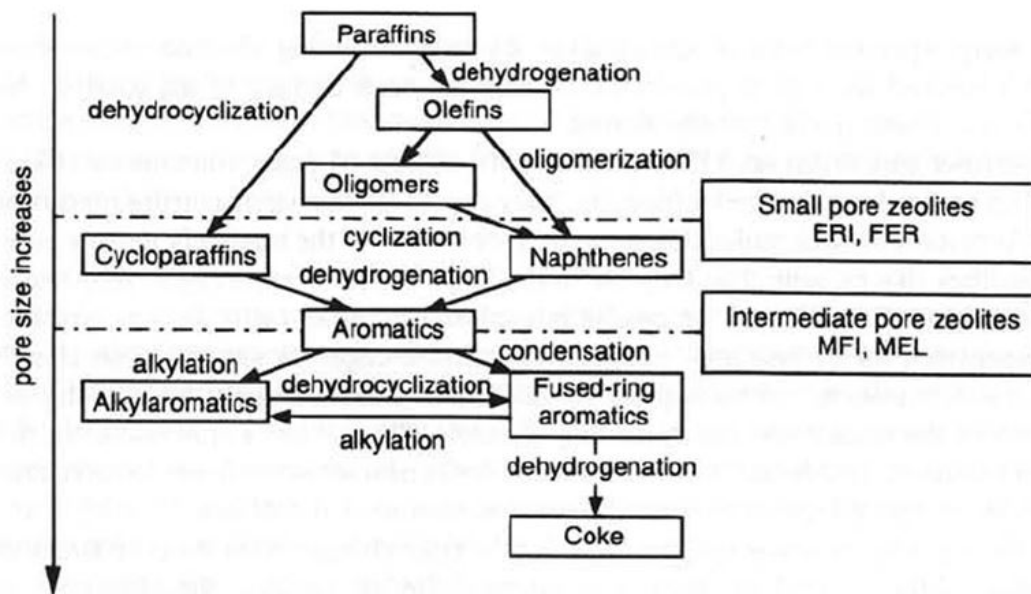 Paraffins
dehydrogenation
dehydrocyclization
Olefins
oligomerization
Oligomers
Small pore zeolites
ERI, FER
cyclization
Cycloparaffins
Naphthenes
dehydrogenation
pore size increases
Aromatics
Intermediate pore zeolites
MFI, MEL
condensation
alkylation
dehydrocyclization
Fused-ring
aromatics
Alkylaromatics
alkylation
dehydrogenation
Coke